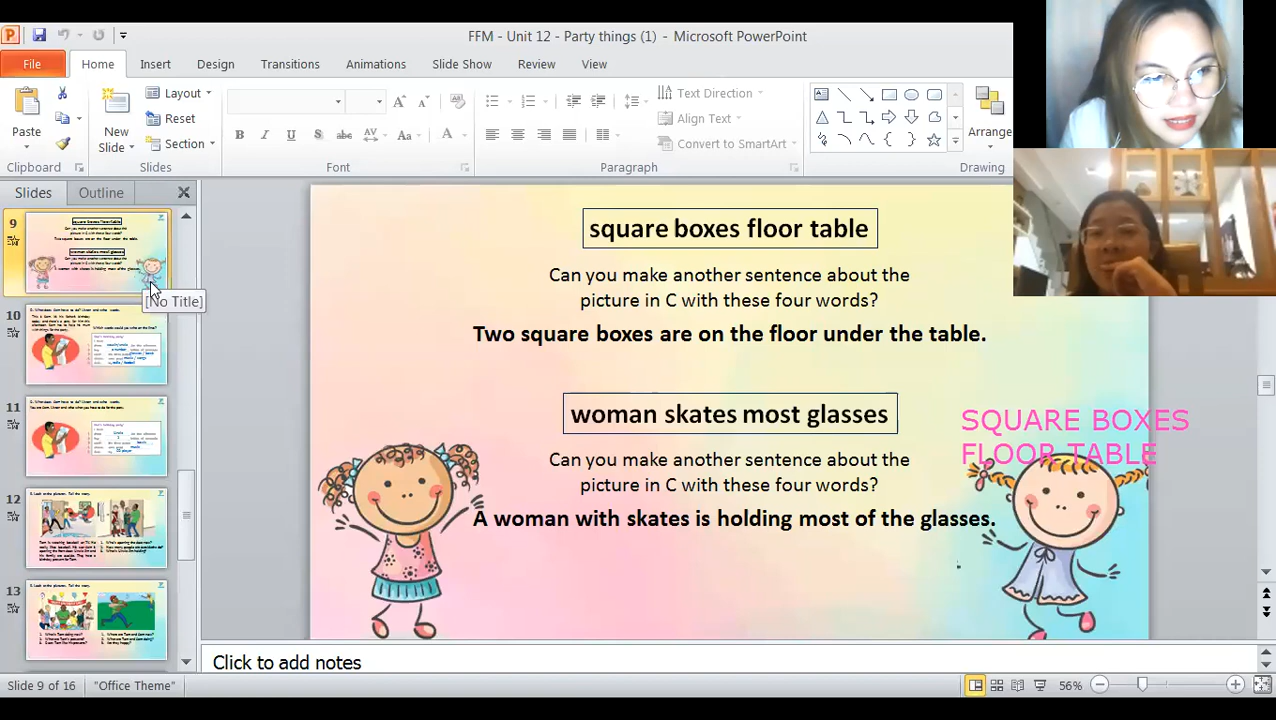 FFM - Unit 12 - Party things (1) - Microsoft PowerPoint
File Home Insert Design Transitions Animations Slide Show Review View
Paste
New
Slide
Layout
Reset
Section
Text Direction
Align Text
Convert to SmartArt
Arrange
Clipboard Slides Font Paragraph Drawing
Slides Outline
9
10
11
12
13
[No Title]
square boxes floor table
Can you make another sentence about the
picture in C with these four words?
Two square boxes are on the floor under the table.
woman skates most glasses
Can you make another sentence about the
picture in C with these four words?
A woman with skates is holding most of the glasses.
SQUARE BOXES
FLOOR TABLE
Click to add notes
Slide 9 of 16 "Office Theme" 56%